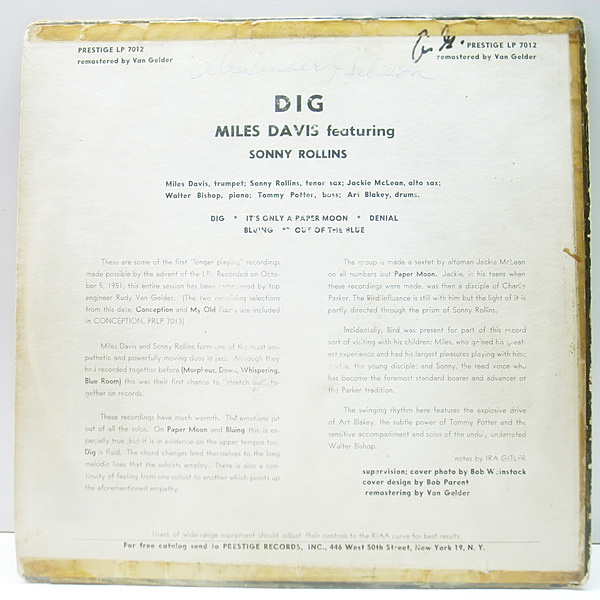 PRESTIGE LP 7012
remastered by Van Gelder
PRESTIGE LP 7012
remastered by Van Gelder
DIG
MILES DAVIS featuring
SONNY ROLLINS
Miles Davis, trumpet; Sonny Rollins, tenor sax; Jackie McLean, alto sax;
Walter Bishop, piano; Tommy Potter, bass; Art Blakey, drums.
DIG * IT'S ONLY A PAPER MOON * DENIAL
BLUING * OUT OF THE BLUE
These are some of the first "longer playing" recordings
made possible by the advent of the LP. Recorded on Octo-
ber 5, 1951, this entire session has been by top
engineer Rudy Van Gelder. (The two remaining selections
from this date, Conception and My Old are included
in CONCEPTION, PRLP 7013)
Miles Davis and Sonny Rollins form one of the most em-
pathetic and powerfully moving duos in jazz. Although they
had recorded together before (Morpheus, Down, Whispering,
Blue Room) this was their first chance to "stretch out" to-
gether on records.
These recordings have much warmth. The emotions jut
out of all the solos. On Paper Moon and Bluing this is es-
pecially true but it is in evidence on the upper tempos too.
Dig is fluid. The chord changes lend themselves to the long
melodic lines that the soloists employ. There is also a con-
tinuity of feeling from one soloist to another which points up
the aforementioned empathy.
The group is made a sextet by altoman Jackie McLean
on all numbers but Paper Moon. Jackie, in his teens when
these recordings were made, was then a disciple of Charlie
Parker. The Bird influence is still with him but the light of it is
partly directed through the prism of Sonny Rollins.
Incidentally, Bird was present for part of this record
sort of visiting with his children: Miles, who gained his great-
est experience and had his largest pleasures playing with him;
Jackie, the young disciple; and Sonny, the reed voice who
has become the foremost standard bearer and advancer of
the Parker tradition.
The swinging rhythm here features the explosive drive
of Art Blakey, the subtle power of Tommy Potter and the
sensitive accompaniment and solos of the unduly underrated
Walter Bishop.
notes by IRA GITLER
supervision; cover photo by Bob Weinstock
cover design by Bob Parent
remastering by Van Gelder
Users of wide range equipment should adjust their controls to the RIAA curve for best results
For free catalog send to PRESTIGE RECORDS, INC., 446 West 50th Street, New York 19, N. Y.